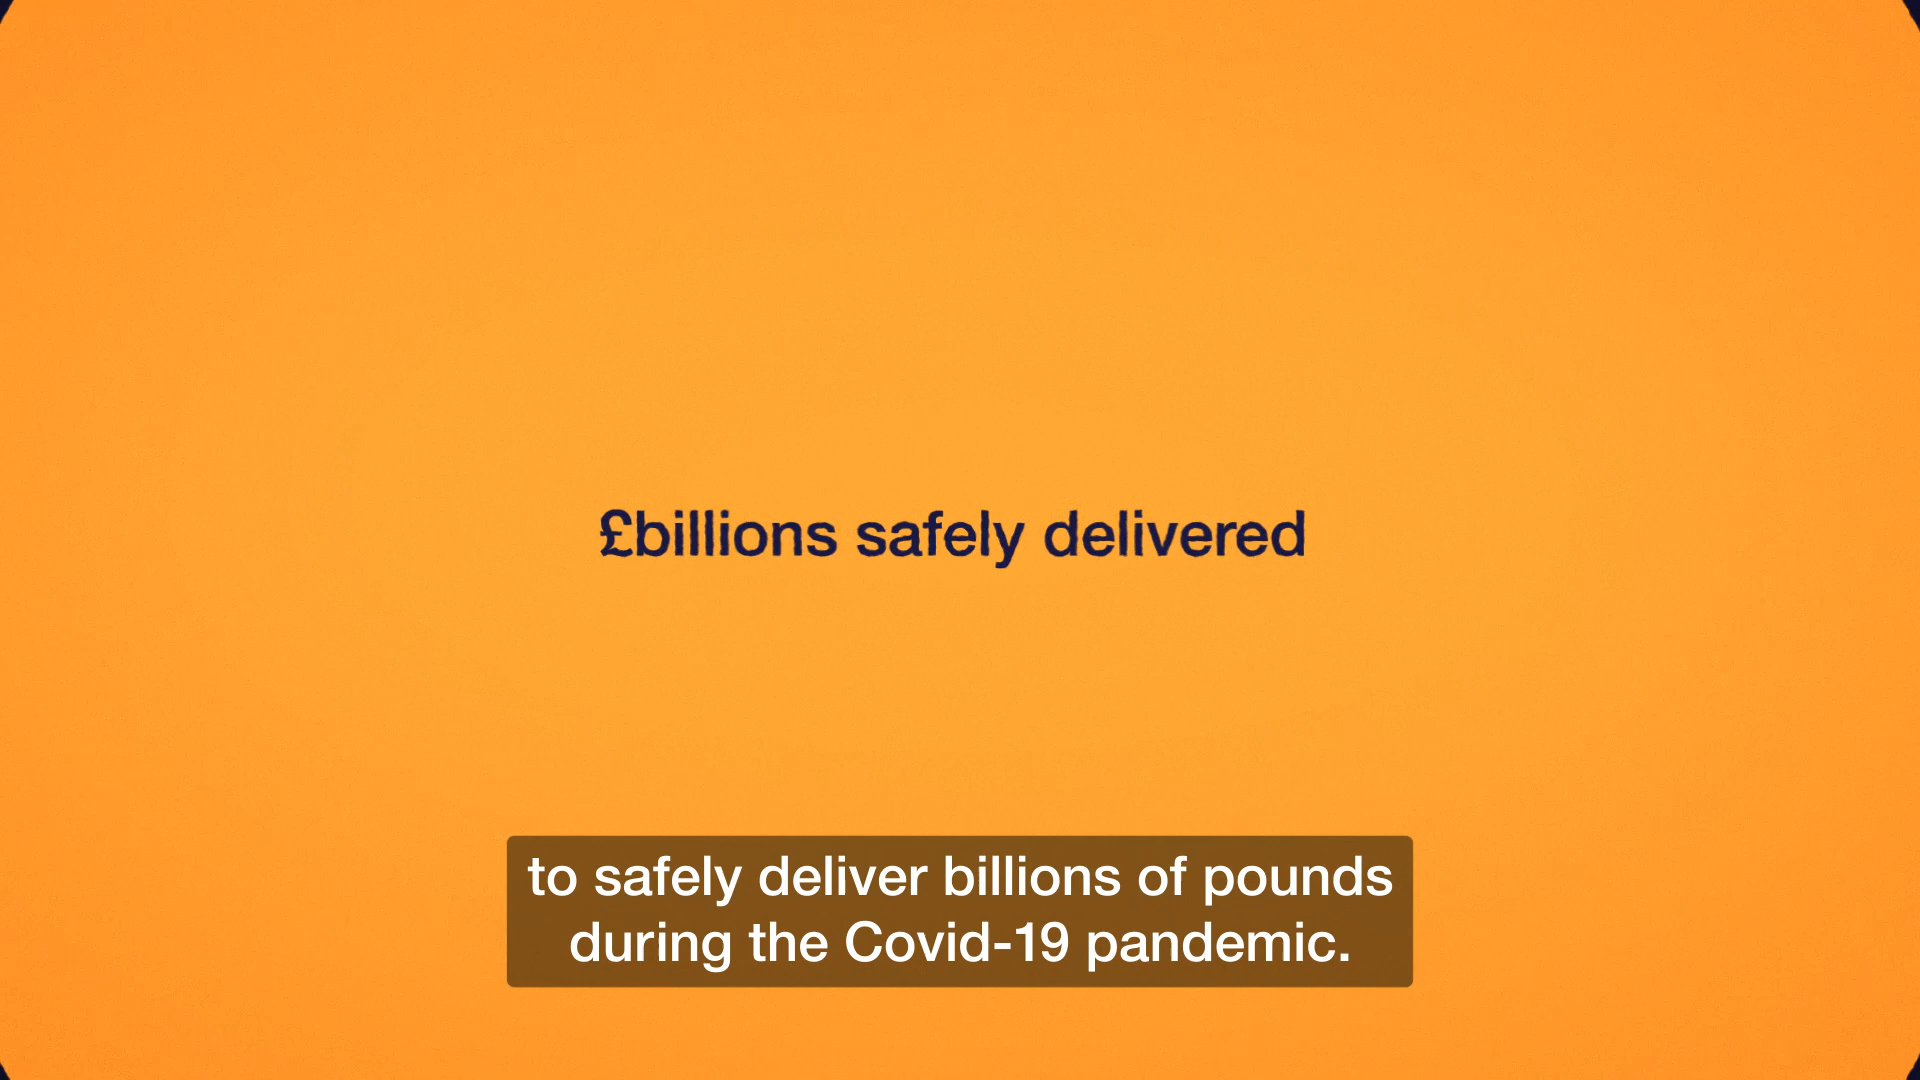 £billions safely delivered
to safely deliver billions of pounds
during the Covid-19 pandemic.